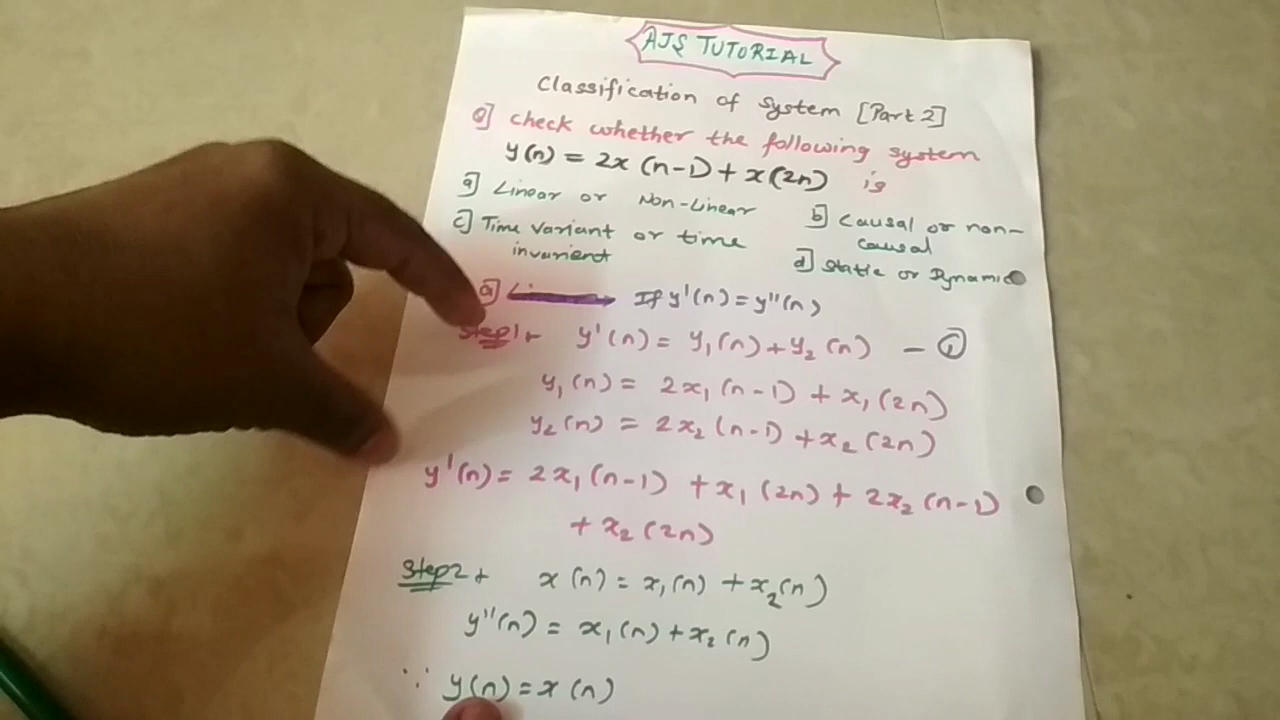 AJS TUTORIAL
Classification of System [Part 2]
Q] check whether the following system
y(n) = 2x (n-1) + x(2n) is
a] Linear or Non-Linear
b] Causal or non-
causal
c] Time variant or time
invarient
d] Static or Dynamic
a] If y'(n) = y''(n)
Step1:- y'(n) = y₁(n) + y₂(n) — ①
y₁(n) = 2x₁(n-1) + x₁(2n)
y₂(n) = 2x₂(n-1) + x₂(2n)
y'(n) = 2x₁(n-1) + x₁(2n) + 2x₂(n-1)
+ x₂(2n)
Step2:- x(n) = x₁(n) + x₂(n)
y''(n) = x₁(n) + x₂(n)
∵ y(n) = x(n)